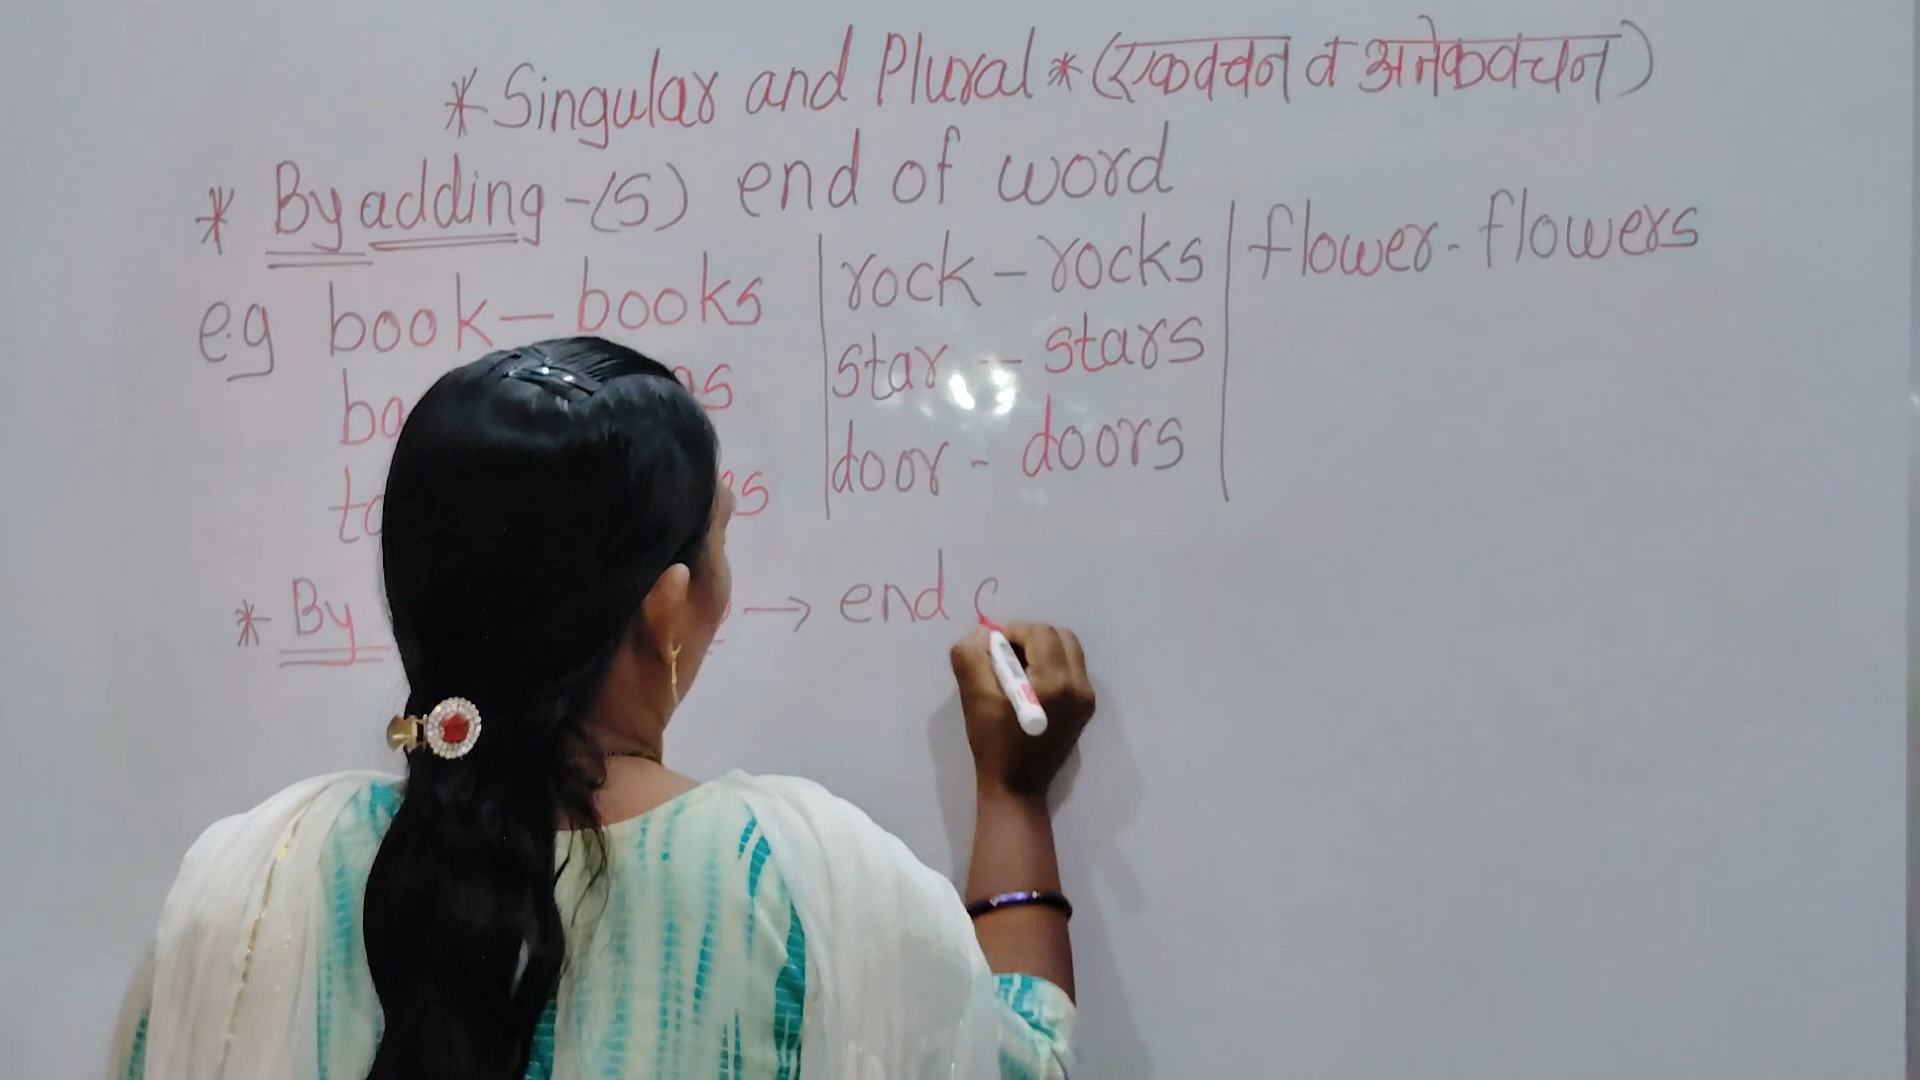 * Singular and Plural * (एकवचन व अनेकवचन)
* By adding - (S) end of word
e.g book - books | rock - rocks | flower - flowers
star - stars
door - doors
* By → end